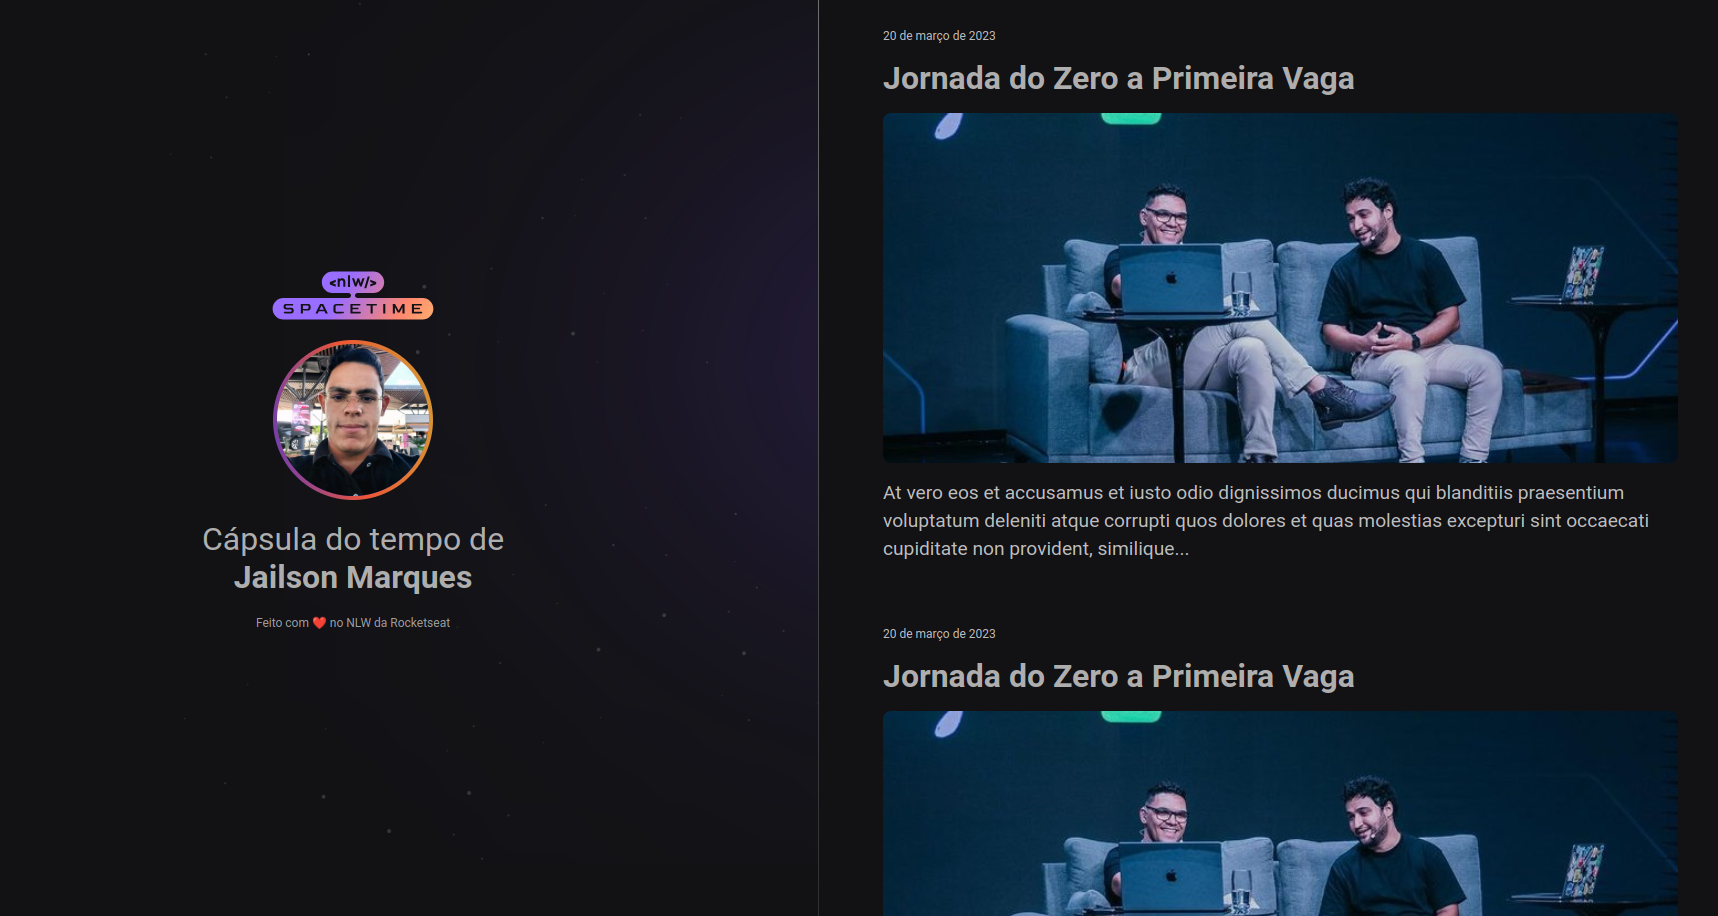 <nlw/>
SPACETIME
Cápsula do tempo de
Jailson Marques
Feito com ❤️ no NLW da Rocketseat
20 de março de 2023
Jornada do Zero a Primeira Vaga
At vero eos et accusamus et iusto odio dignissimos ducimus qui blanditiis praesentium
voluptatum deleniti atque corrupti quos dolores et quas molestias excepturi sint occaecati
cupiditate non provident, similique...
20 de março de 2023
Jornada do Zero a Primeira Vaga